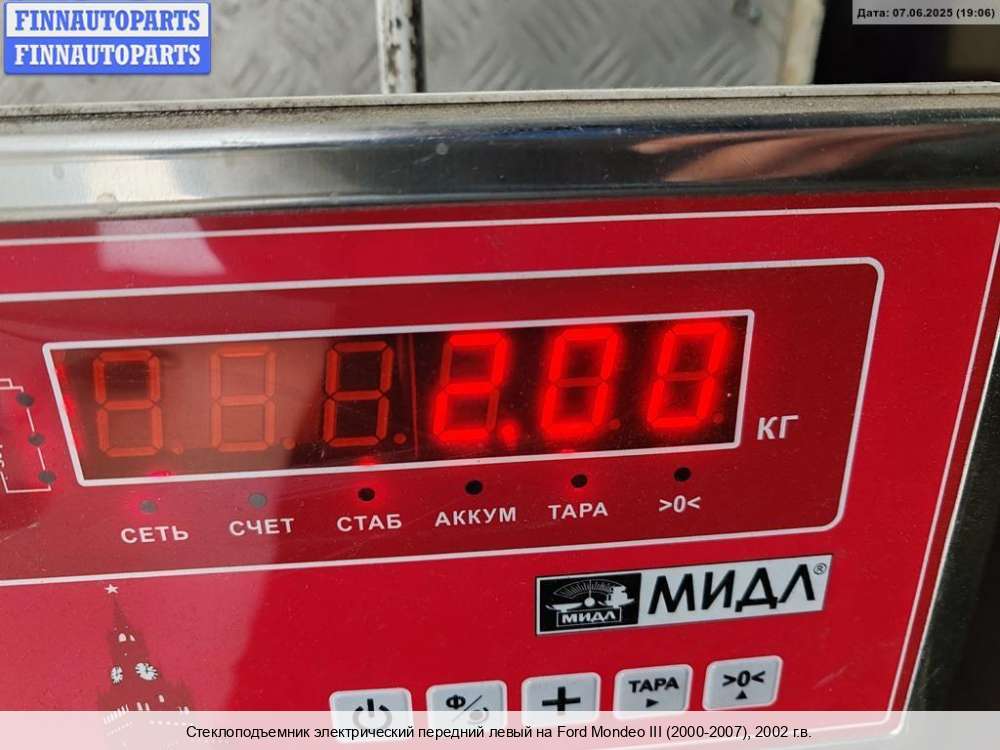 FINNAUTOPARTS
FINNAUTOPARTS
Дата: 07.06.2025 (19:06)
2.00
КГ
СЕТЬ СЧЕТ СТАБ АККУМ ТАРА >0<
МИДЛ МИДЛ®
Ф/ + ТАРА >0<
Стеклоподъемник электрический передний левый на Ford Mondeo III (2000-2007), 2002 г.в.